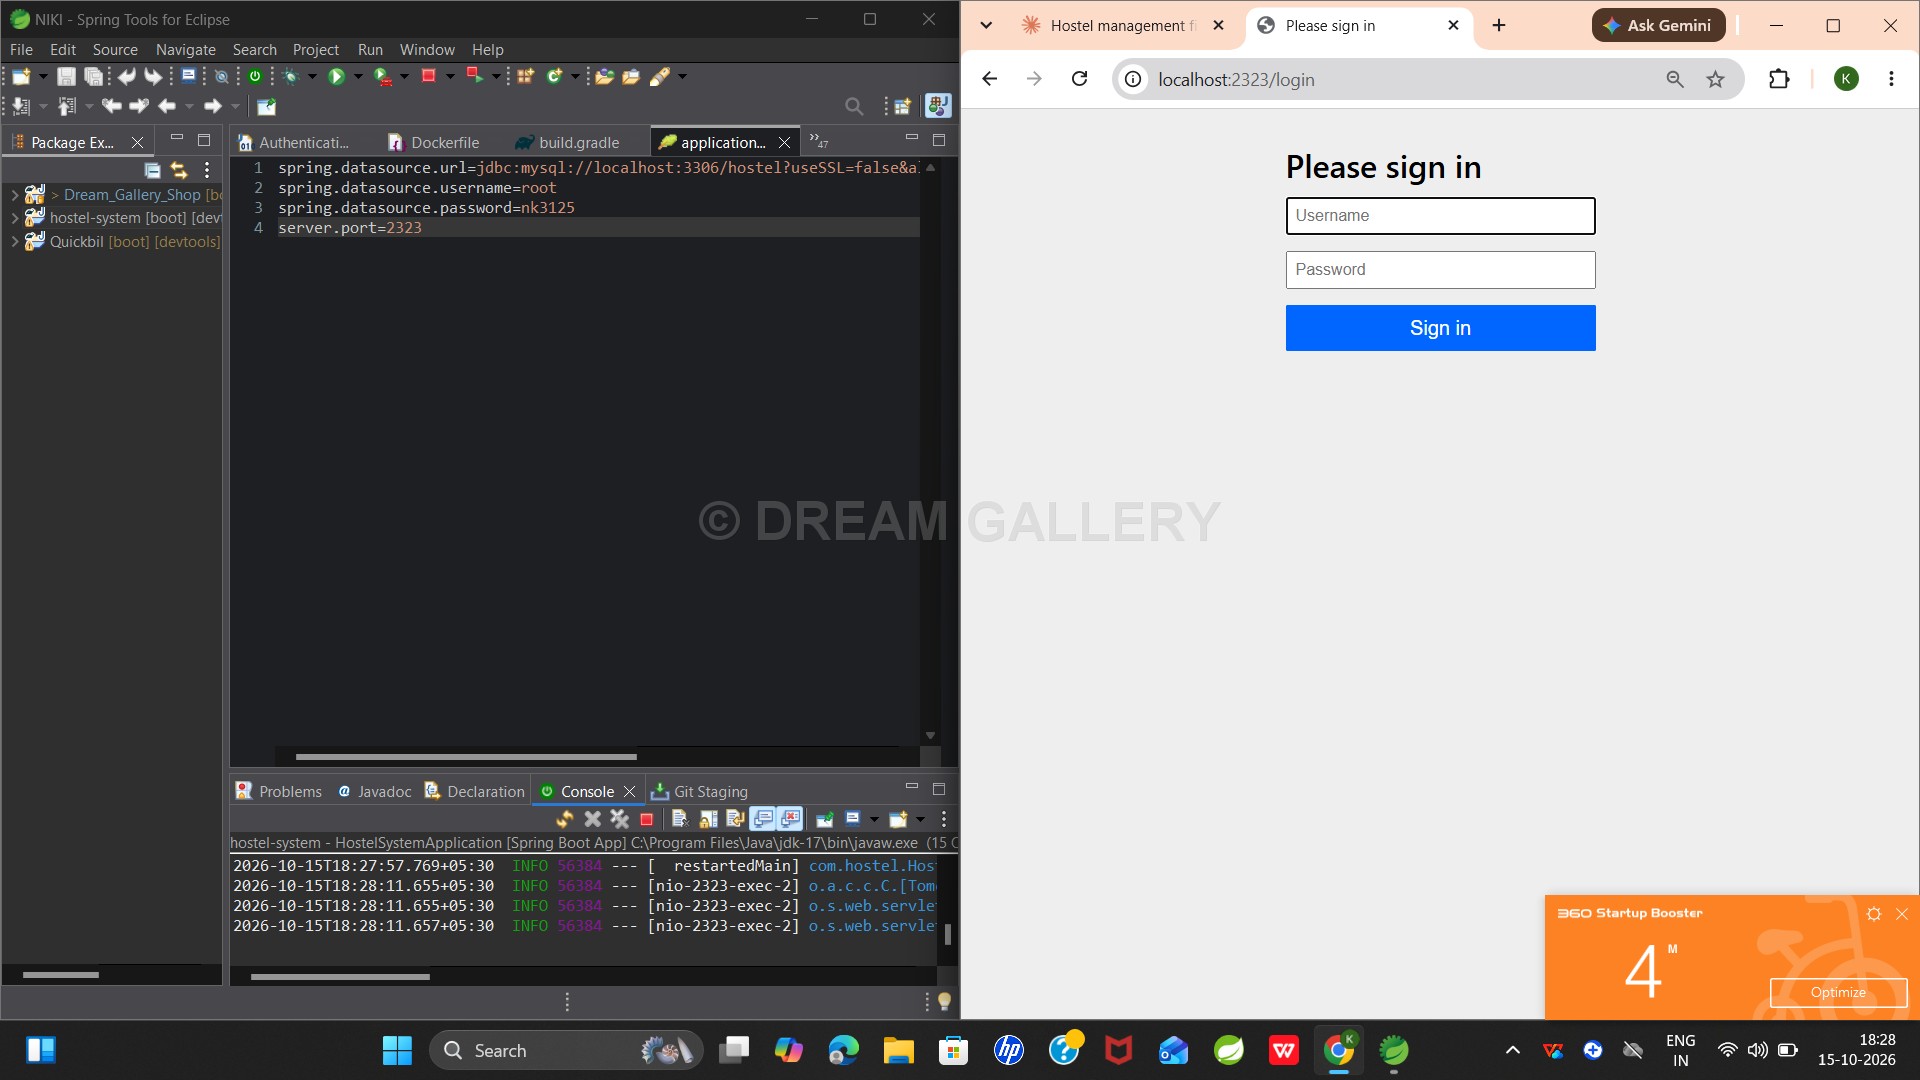 NIKI - Spring Tools for Eclipse
File Edit Source Navigate Search Project Run Window Help
Package Ex...
Dream_Gallery_Shop [bo
hostel-system [boot] [devt
Quickbil [boot] [devtools]
Authenticati... Dockerfile build.gradle application... 47
1 spring.datasource.url=jdbc:mysql://localhost:3306/hostel?useSSL=false&al
2 spring.datasource.username=root
3 spring.datasource.password=nk3125
4 server.port=2323
Problems Javadoc Declaration Console Git Staging
hostel-system - HostelSystemApplication [Spring Boot App] C:\Program Files\Java\jdk-17\bin\javaw.exe (15 O
2026-10-15T18:27:57.769+05:30 INFO 56384 --- [ restartedMain] com.hostel.Hos
2026-10-15T18:28:11.655+05:30 INFO 56384 --- [nio-2323-exec-2] o.a.c.c.C.[Tom
2026-10-15T18:28:11.655+05:30 INFO 56384 --- [nio-2323-exec-2] o.s.web.servle
2026-10-15T18:28:11.657+05:30 INFO 56384 --- [nio-2323-exec-2] o.s.web.servle
Hostel management fi
Please sign in
Ask Gemini
localhost:2323/login
K
Please sign in
Username
Password
Sign in
© DREAM GALLERY
360 Startup Booster
4 M
Optimize
Search
ENG
IN
18:28
15-10-2026